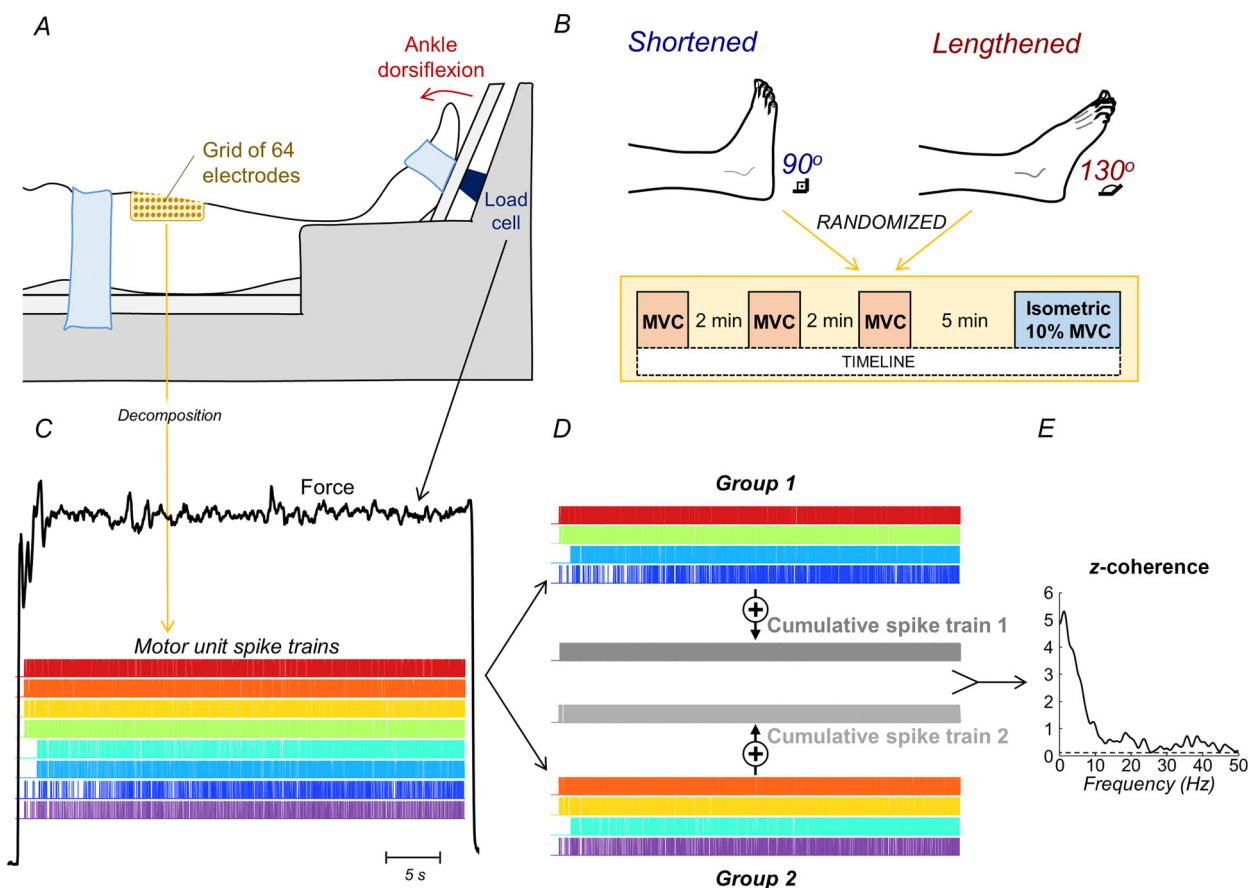 A
Ankle
dorsiflexion
Grid of 64
electrodes
Load
cell
B
Shortened
Lengthened
90º
130º
RANDOMIZED
MVC
2 min
MVC
2 min
MVC
5 min
Isometric
10% MVC
TIMELINE
Decomposition
C
Force
Motor unit spike trains
5 s
D
Group 1
Cumulative spike train 1
Cumulative spike train 2
Group 2
E
z-coherence
6
5
4
3
2
1
0
0
10
20
30
40
50
Frequency (Hz)